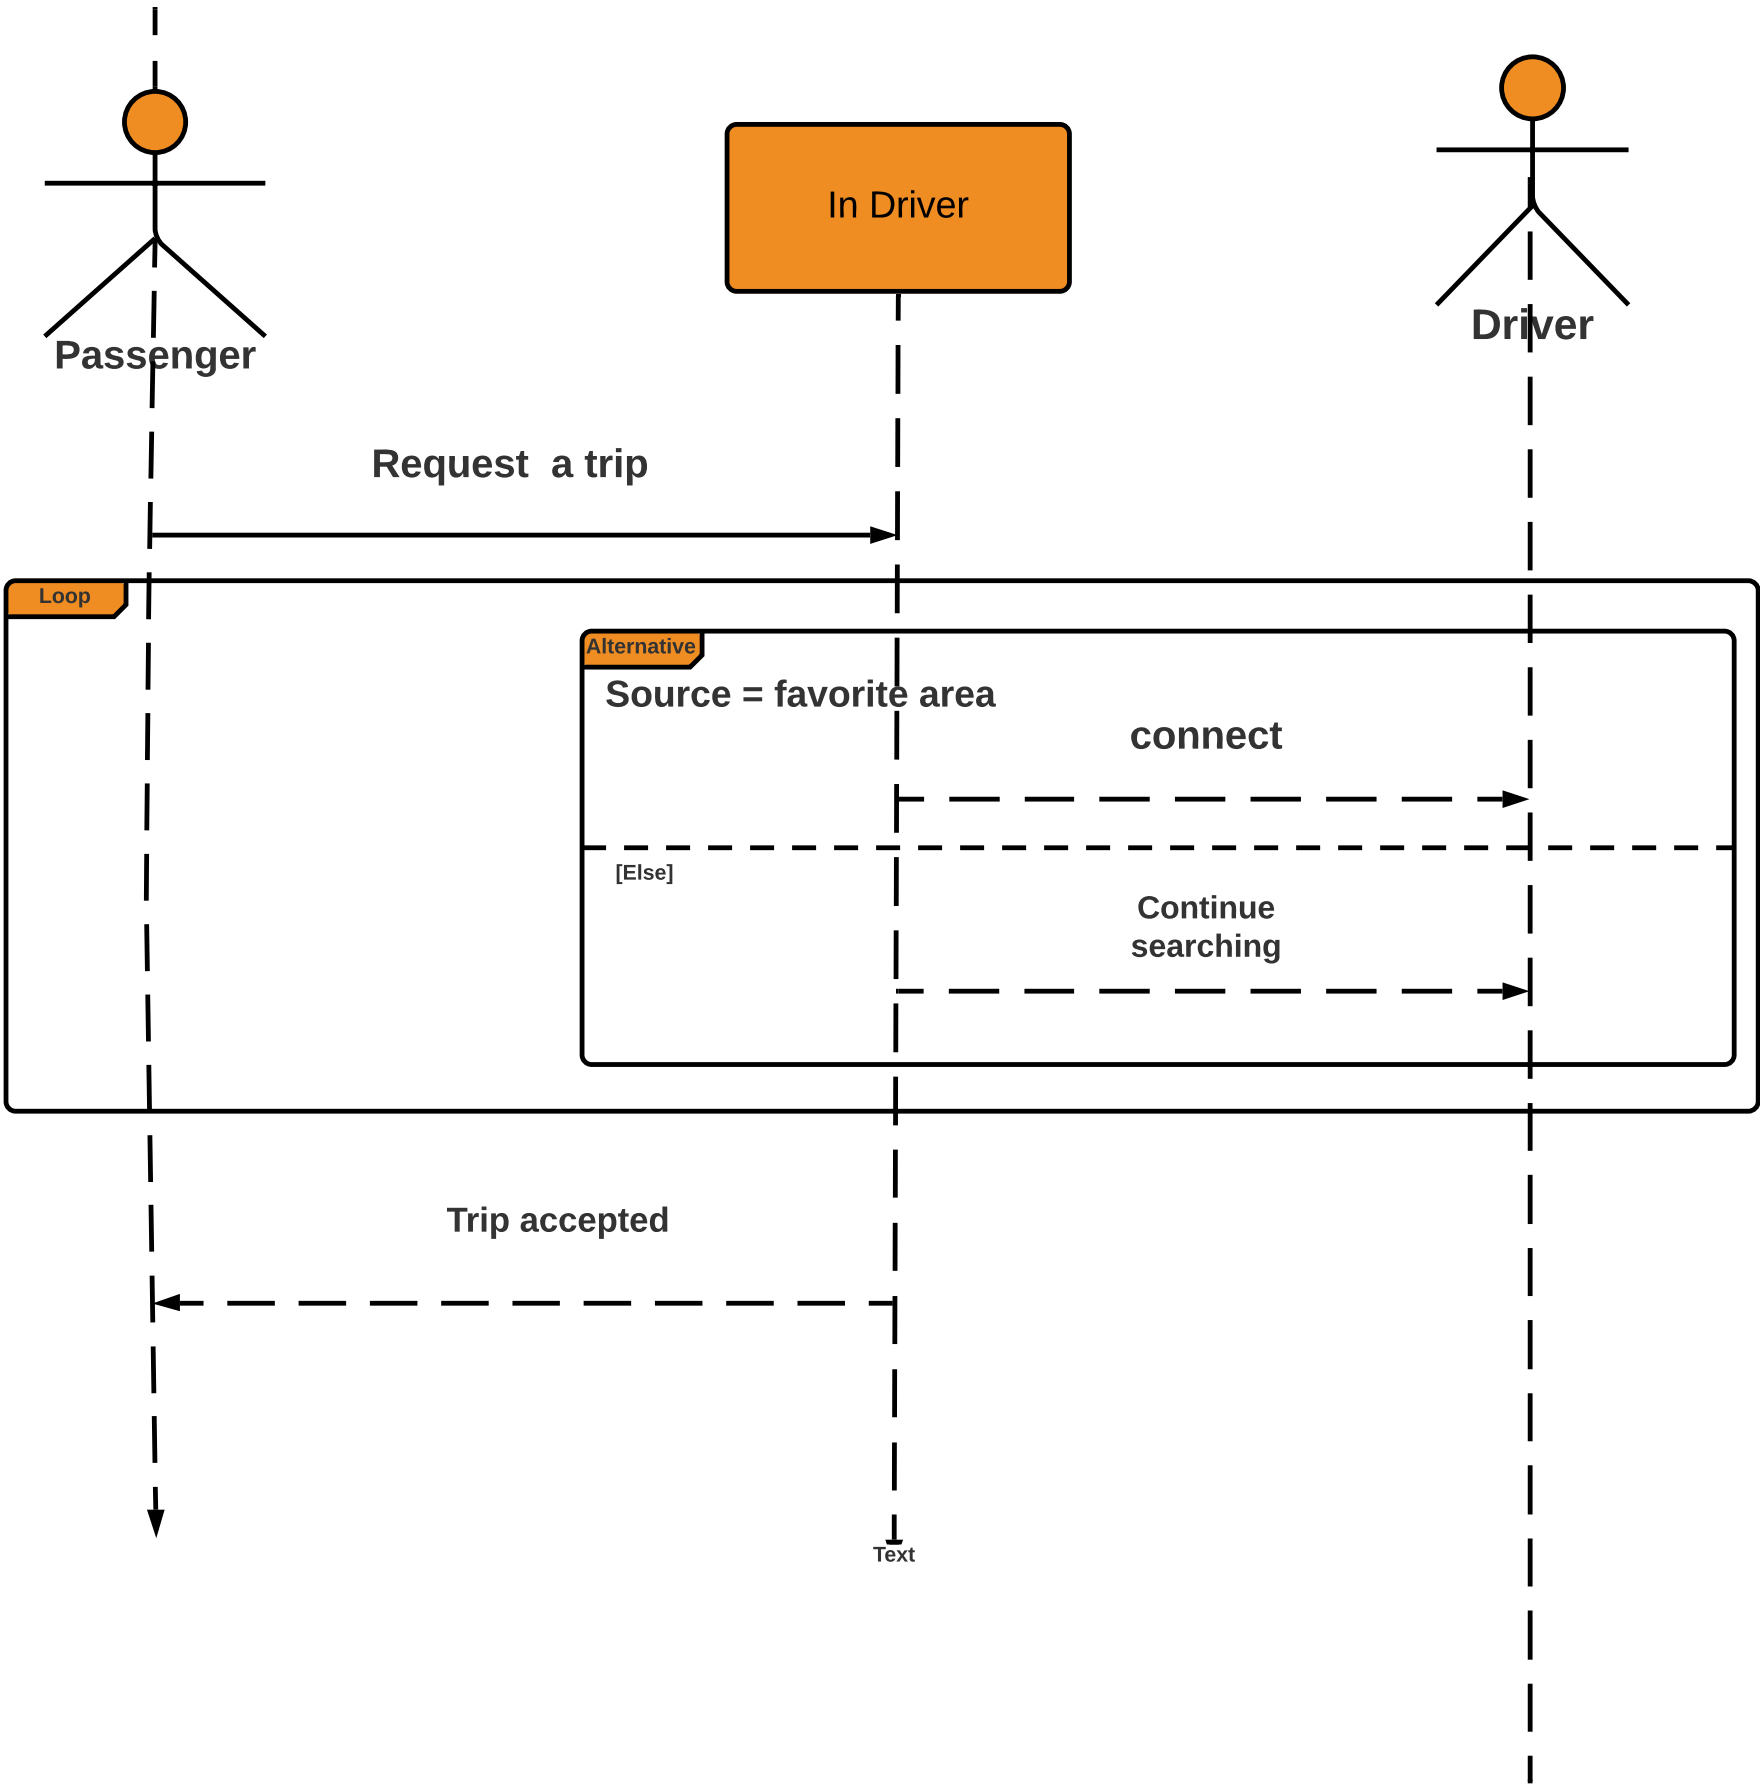 In Driver
Driver
Passenger
Request  a trip
Loop
Alternative
Source = favorite area
connect
[Else]
Continue
searching
Trip accepted
Text